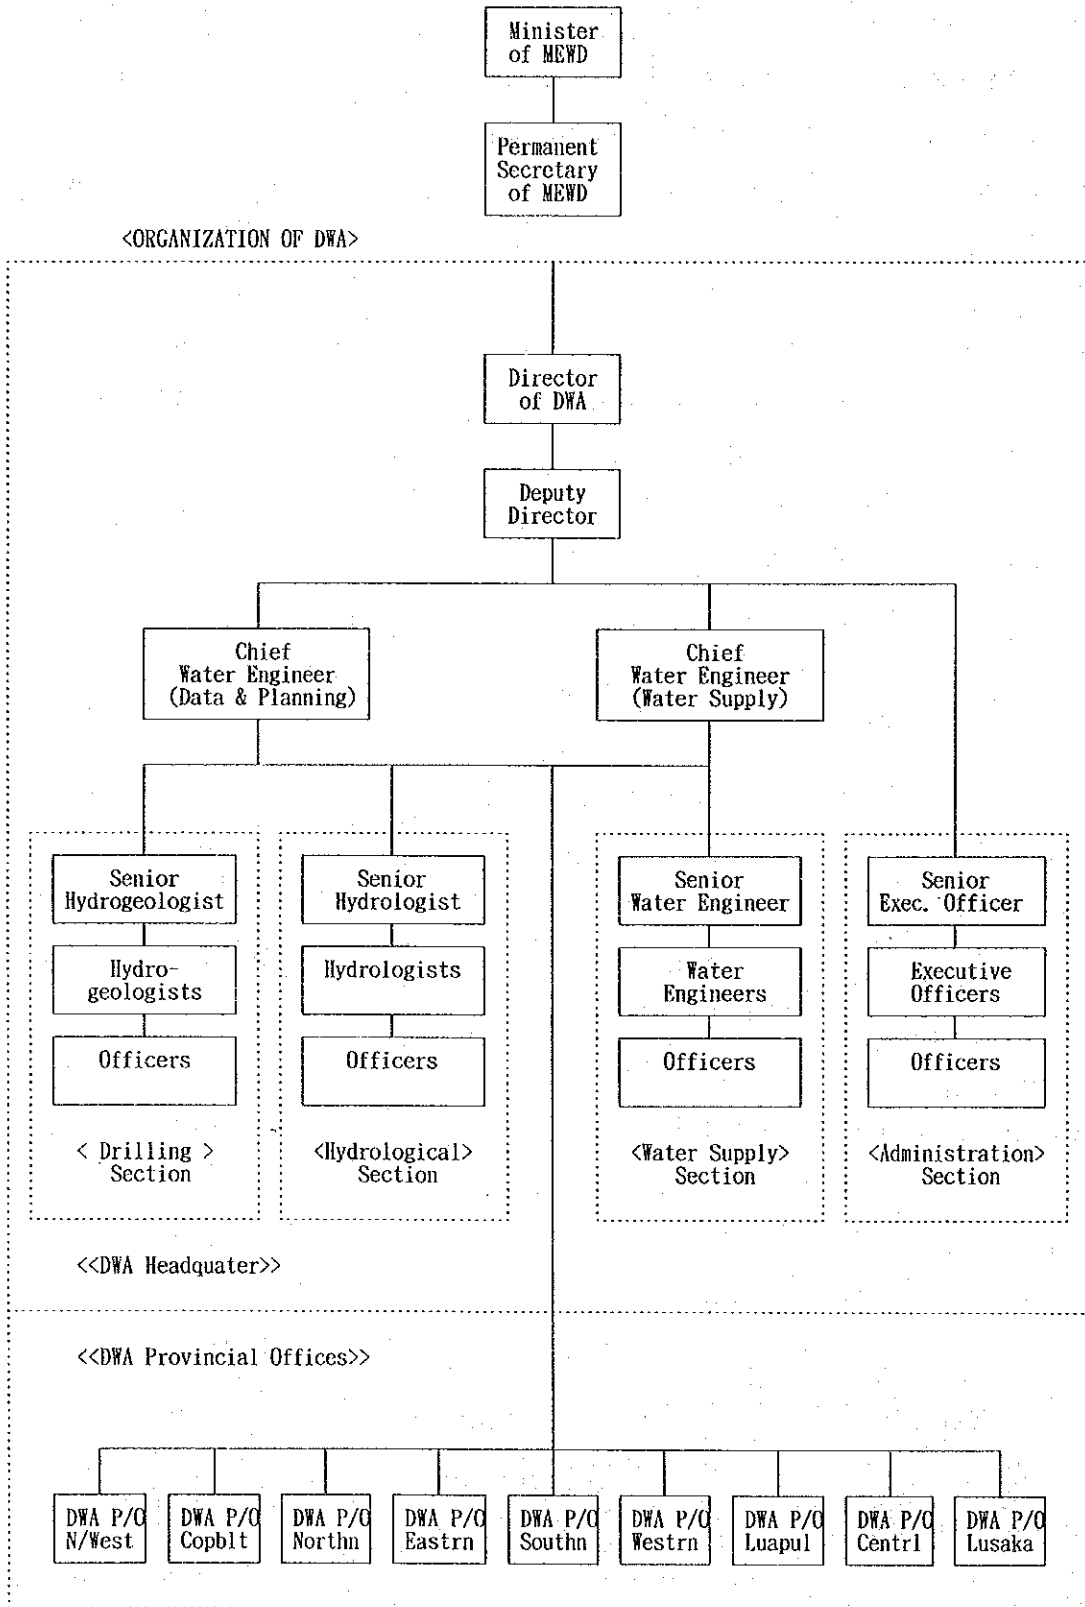 Minister
of MEWD
Permanent
Secretary
of MEWD
<ORGANIZATION OF DWA>
Director
of DWA
Deputy
Director
Chief
Water Engineer
(Data & Planning)
Chief
Water Engineer
(Water Supply)
Senior
Hydrogeologist
Hydro-
geologists
Officers
< Drilling >
Section
Senior
Hydrologist
Hydrologists
Officers
<Hydrological>
Section
Senior
Water Engineer
Water
Engineers
Officers
<Water Supply>
Section
Senior
Exec. Officer
Executive
Officers
Officers
<Administration>
Section
<<DWA Headquater>>
<<DWA Provincial Offices>>
DWA P/O
N/West
DWA P/O
Copblt
DWA P/O
Northn
DWA P/O
Eastrn
DWA P/O
Southn
DWA P/O
Westrn
DWA P/O
Luapul
DWA P/O
Centrl
DWA P/O
Lusaka